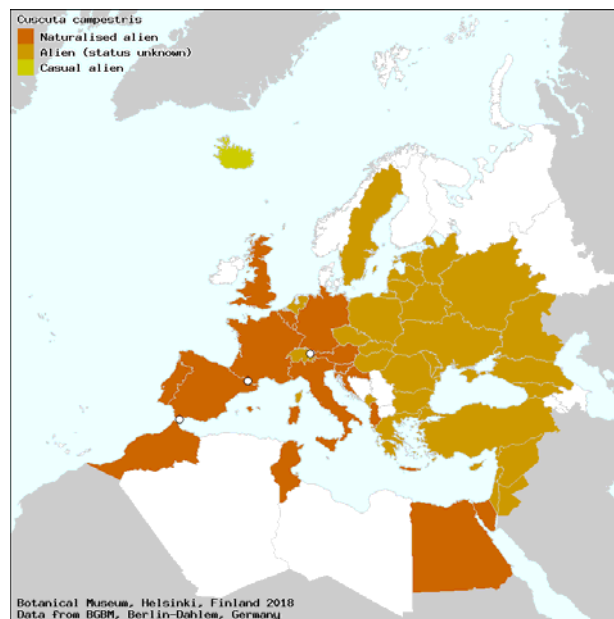 Cuscuta campestris
Naturalised alien
Alien (status unknown)
Casual alien
Botanical Museum, Helsinki, Finland 2018
Data from BGBM, Berlin-Dahlem, Germany